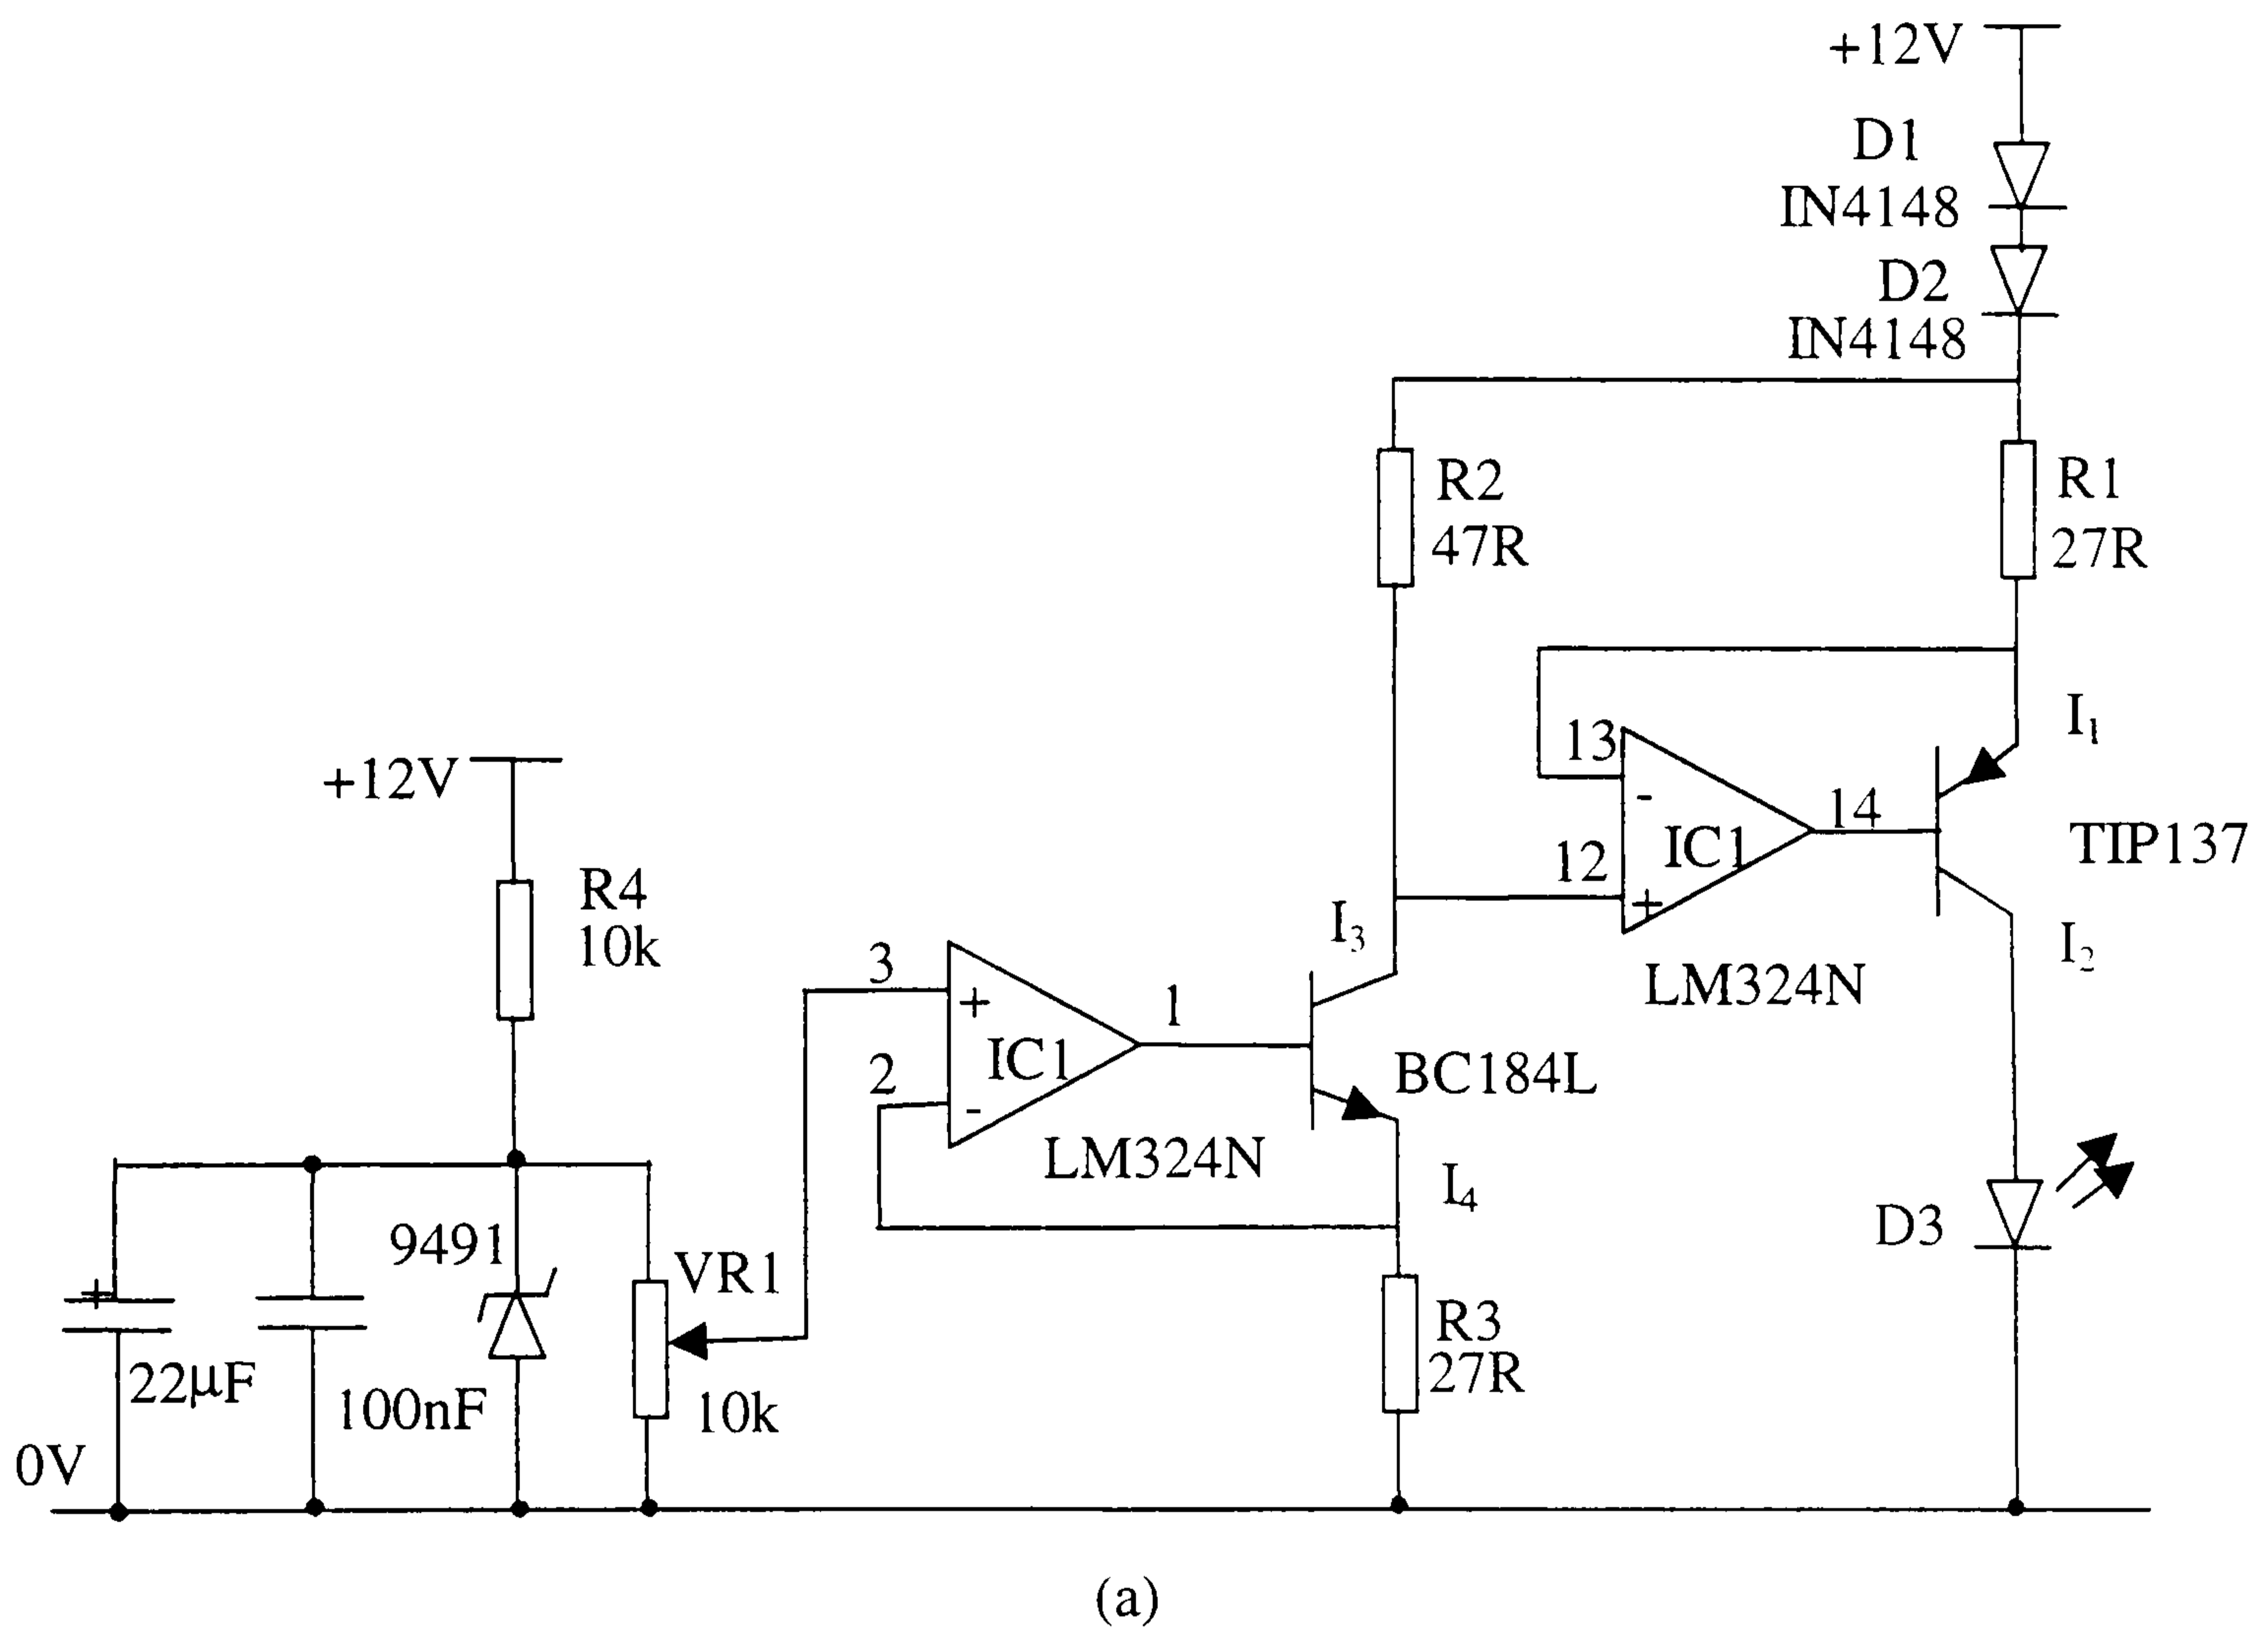 +12V
D1
IN4148
D2
IN4148
R2
47R
R1
27R
13
-
I1
14
IC1
12
+
TIP137
I3
I2
LM324N
+12V
R4
10k
3
+
1
IC1
2
-
BC184L
LM324N
I4
9491
VR1
D3
+
R3
27R
22µF
100nF
10k
0V
(a)